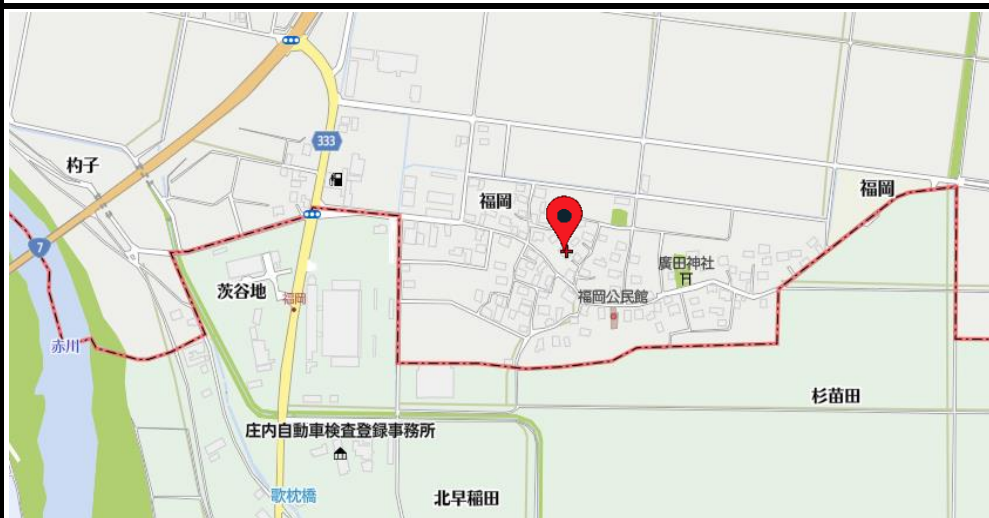 333
杓子
福岡
福岡
7
廣田神社
茨谷地
福岡
福岡公民館
赤川
杉苗田
庄内自動車検査登録事務所
歌枕橋
北早稲田